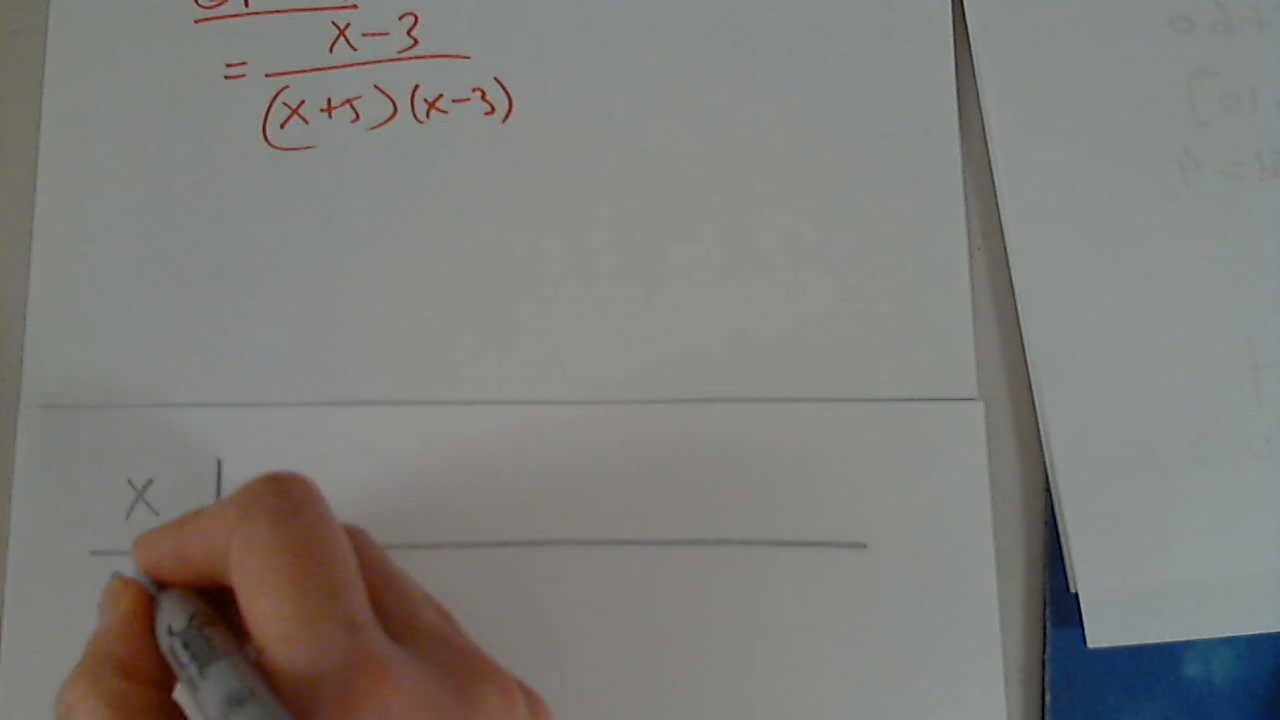 x-3
= ―――
(x+5)(x-3)
x